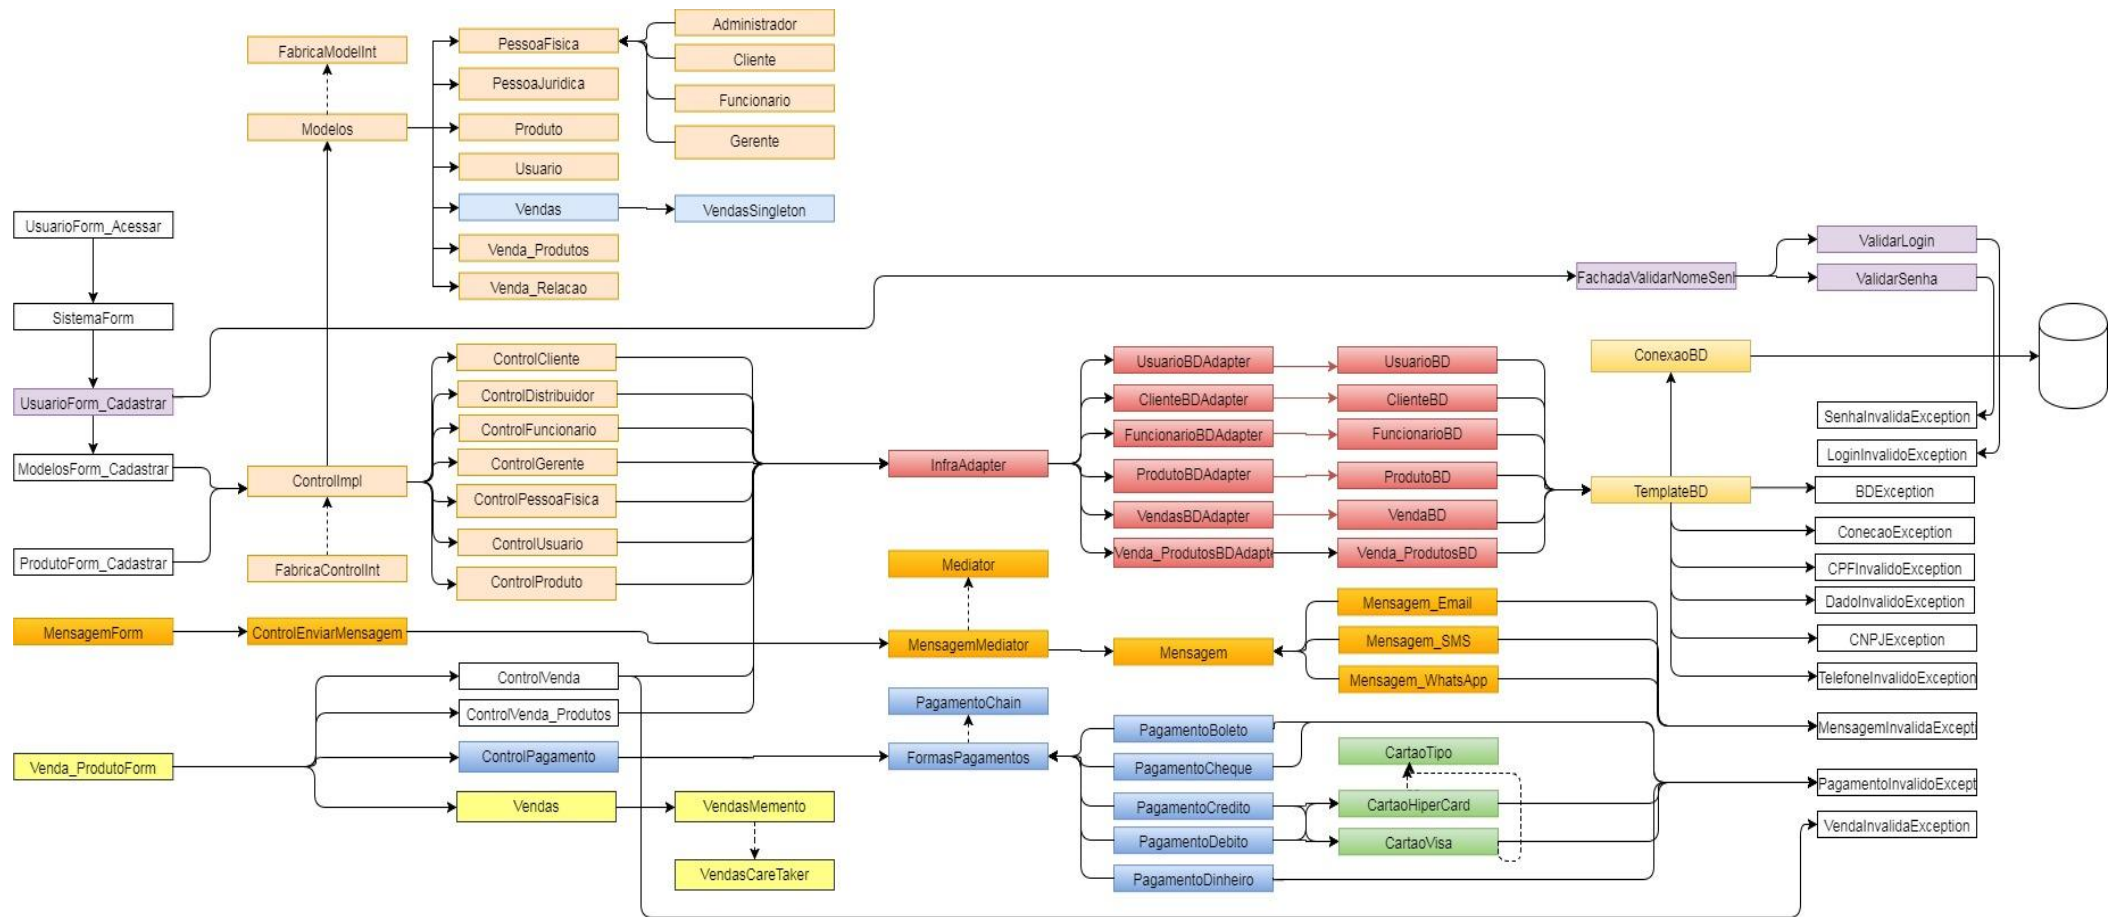 FabricaModelInt
Modelos
PessoaFisica
PessoaJuridica
Produto
Usuario
Vendas
Venda_Produtos
Venda_Relacao
Administrador
Cliente
Funcionario
Gerente
VendasSingleton
UsuarioForm_Acessar
SistemaForm
UsuarioForm_Cadastrar
ModelosForm_Cadastrar
ProdutoForm_Cadastrar
ControlImpl
FabricaControlInt
ControlCliente
ControlDistribuidor
ControlFuncionario
ControlGerente
ControlPessoaFisica
ControlUsuario
ControlProduto
InfraAdapter
UsuarioBDAdapter
ClienteBDAdapter
FuncionarioBDAdapter
ProdutoBDAdapter
VendasBDAdapter
Venda_ProdutosBDAdapte
UsuarioBD
ClienteBD
FuncionarioBD
ProdutoBD
VendaBD
Venda_ProdutosBD
FachadaValidarNomeSenh
ValidarLogin
ValidarSenha
ConexaoBD
TemplateBD
SenhaInvalidaException
LoginInvalidoException
BDException
ConecaoException
CPFInvalidoException
DadoInvalidoException
CNPJException
TelefoneInvalidoException
MensagemInvalidaExcepti
PagamentoInvalidoExcept
VendaInvalidaException
MensagemForm
ControlEnviarMensagem
Mediator
MensagemMediator
Mensagem
Mensagem_Email
Mensagem_SMS
Mensagem_WhatsApp
Venda_ProdutoForm
ControlVenda
ControlVenda_Produtos
ControlPagamento
Vendas
VendasMemento
VendasCareTaker
PagamentoChain
FormasPagamentos
PagamentoBoleto
PagamentoCheque
PagamentoCredito
PagamentoDebito
PagamentoDinheiro
CartaoTipo
CartaoHiperCard
CartaoVisa